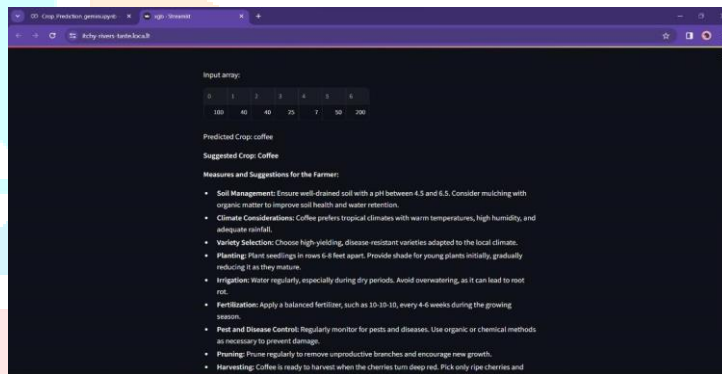 Crop Prediction gemini.ipynb
xgb · Streamlit
itchy-rivers-taste.loca.lt
Input array:
0 1 2 3 4 5 6
100 40 40 25 7 50 200
Predicted Crop: coffee
Suggested Crop: Coffee
Measures and Suggestions for the Farmer:
• Soil Management: Ensure well-drained soil with a pH between 4.5 and 6.5. Consider mulching with
organic matter to improve soil health and water retention.
• Climate Considerations: Coffee prefers tropical climates with warm temperatures, high humidity, and
adequate rainfall.
• Variety Selection: Choose high-yielding, disease-resistant varieties adapted to the local climate.
• Planting: Plant seedlings in rows 6-8 feet apart. Provide shade for young plants initially, gradually
reducing it as they mature.
• Irrigation: Water regularly, especially during dry periods. Avoid overwatering, as it can lead to root
rot.
• Fertilization: Apply a balanced fertilizer, such as 10-10-10, every 4-6 weeks during the growing
season.
• Pest and Disease Control: Regularly monitor for pests and diseases. Use organic or chemical methods
as necessary to prevent damage.
• Pruning: Prune regularly to remove unproductive branches and encourage new growth.
• Harvesting: Coffee is ready to harvest when the cherries turn deep red. Pick only ripe cherries and